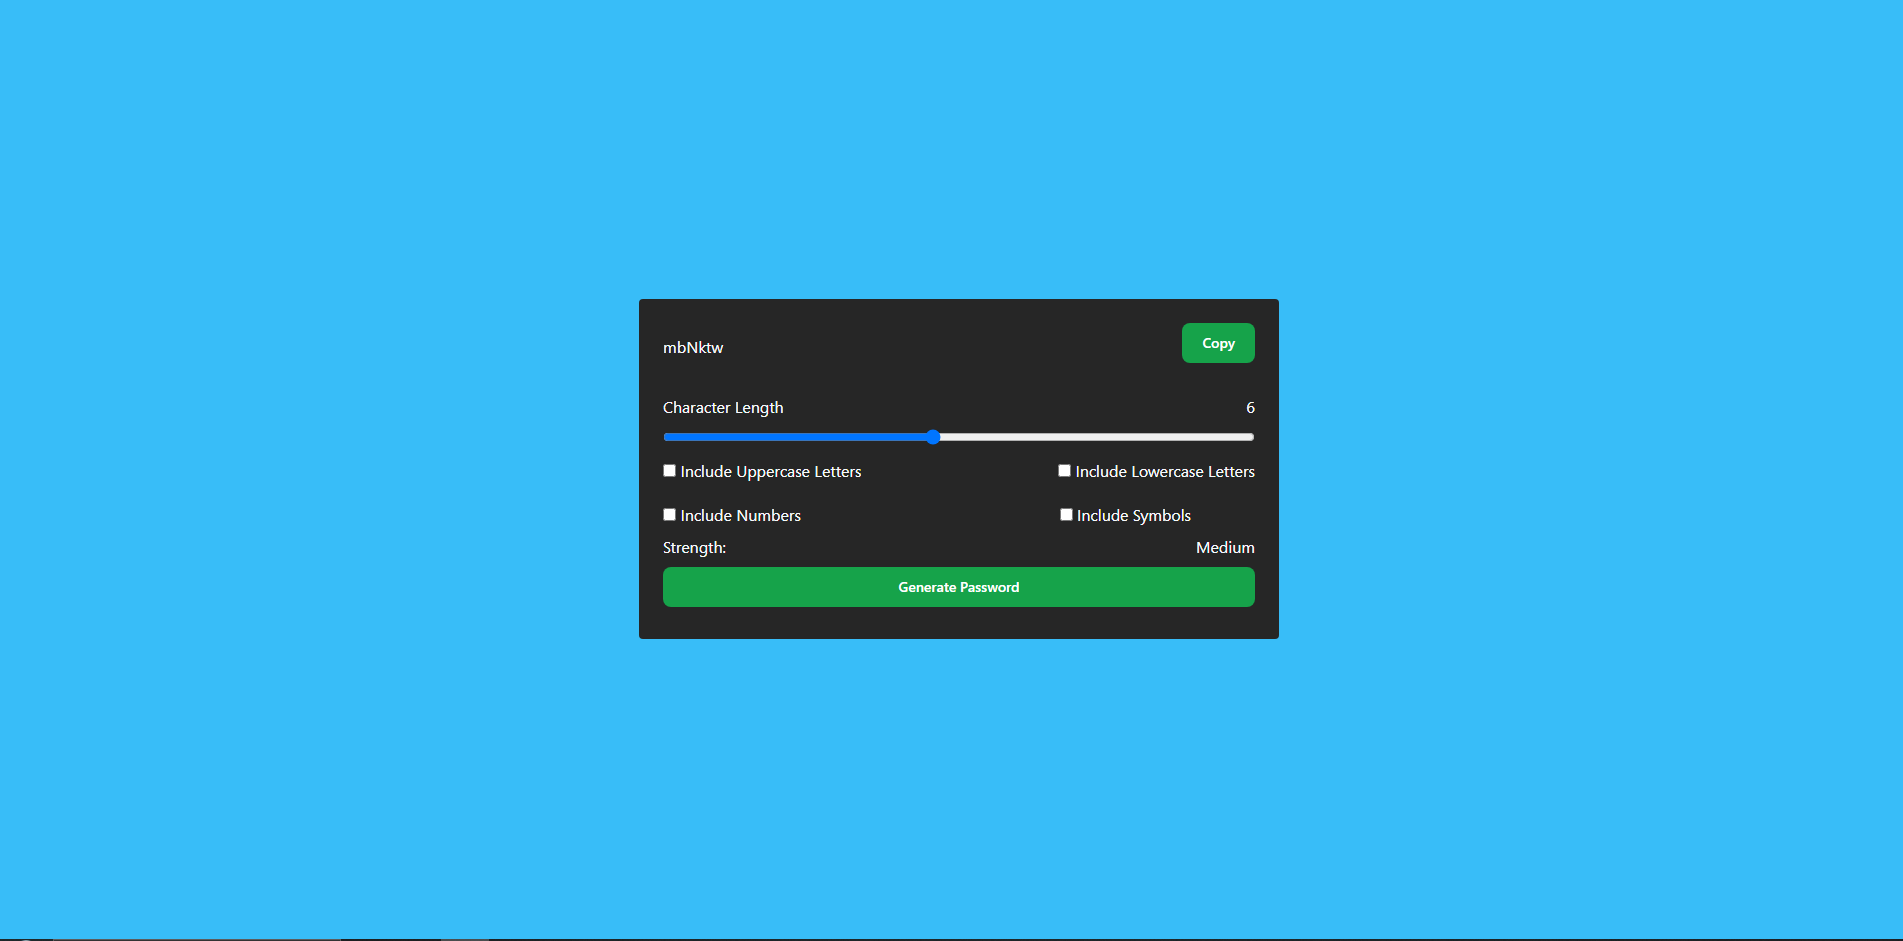 mbNktw Copy
Character Length 6
Include Uppercase Letters Include Lowercase Letters
Include Numbers Include Symbols
Strength: Medium
Generate Password